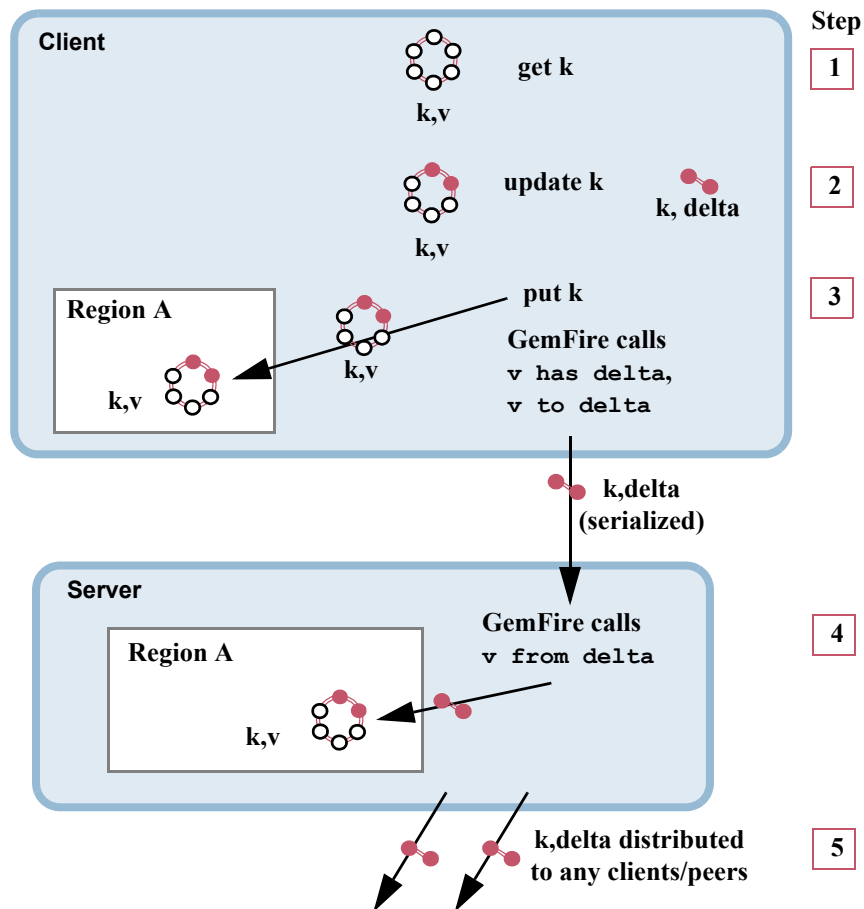 Step
Client
get k
1
k,v
update k
2
k, delta
k,v
put k
3
Region A
GemFire calls
k,v
v has delta,
k,v
v to delta
k,delta
(serialized)
Server
GemFire calls
4
v from delta
Region A
k,v
k,delta distributed
5
to any clients/peers